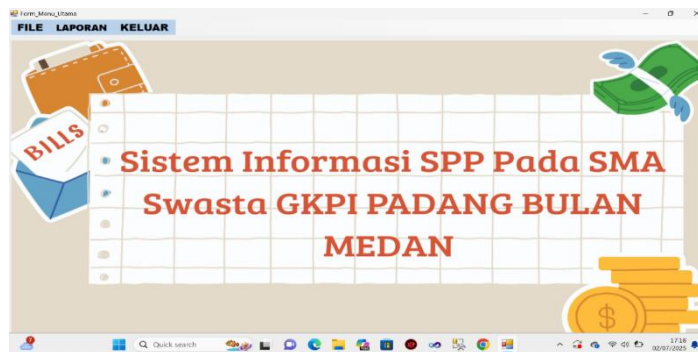 Form_Menu_Utama
FILE LAPORAN KELUAR
BILLS
Sistem Informasi SPP Pada SMA
Swasta GKPI PADANG BULAN
MEDAN
$
Quick search
17:18
02/07/2025